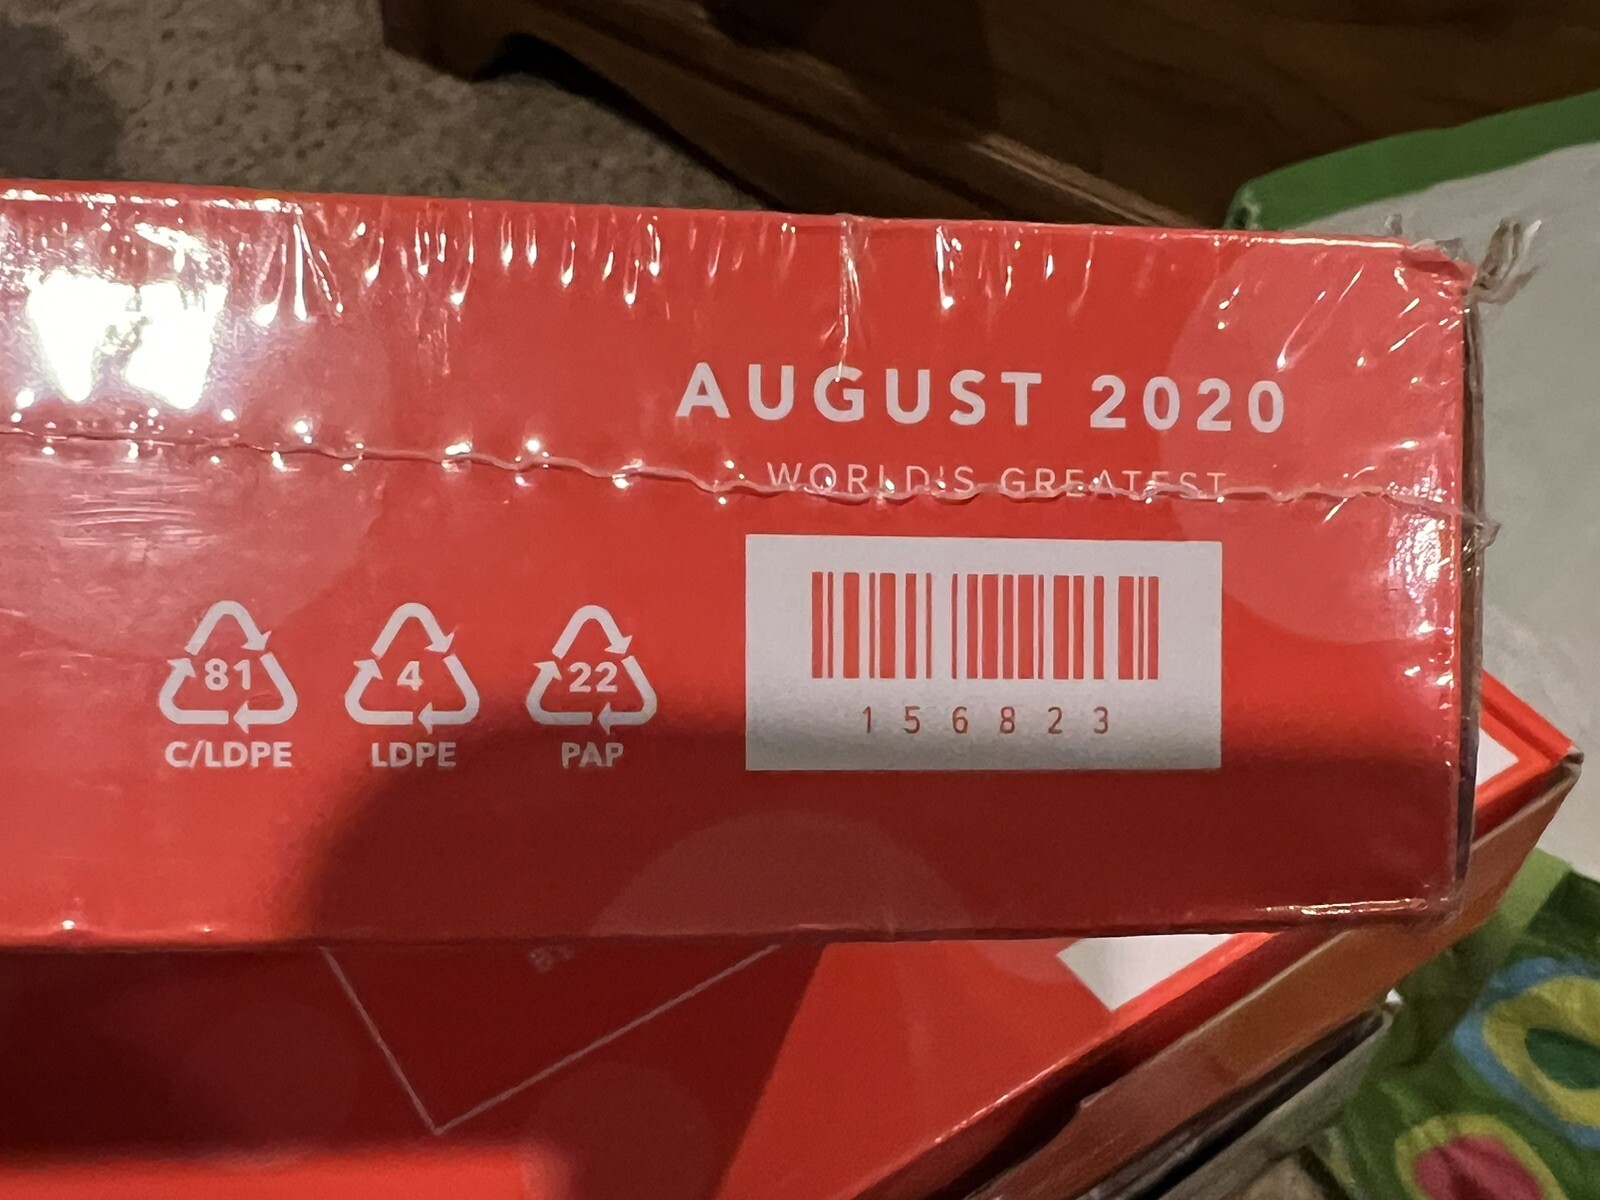 AUGUST 2020
WORLD'S GREATEST
81
C/LDPE
4
LDPE
22
PAP
156823